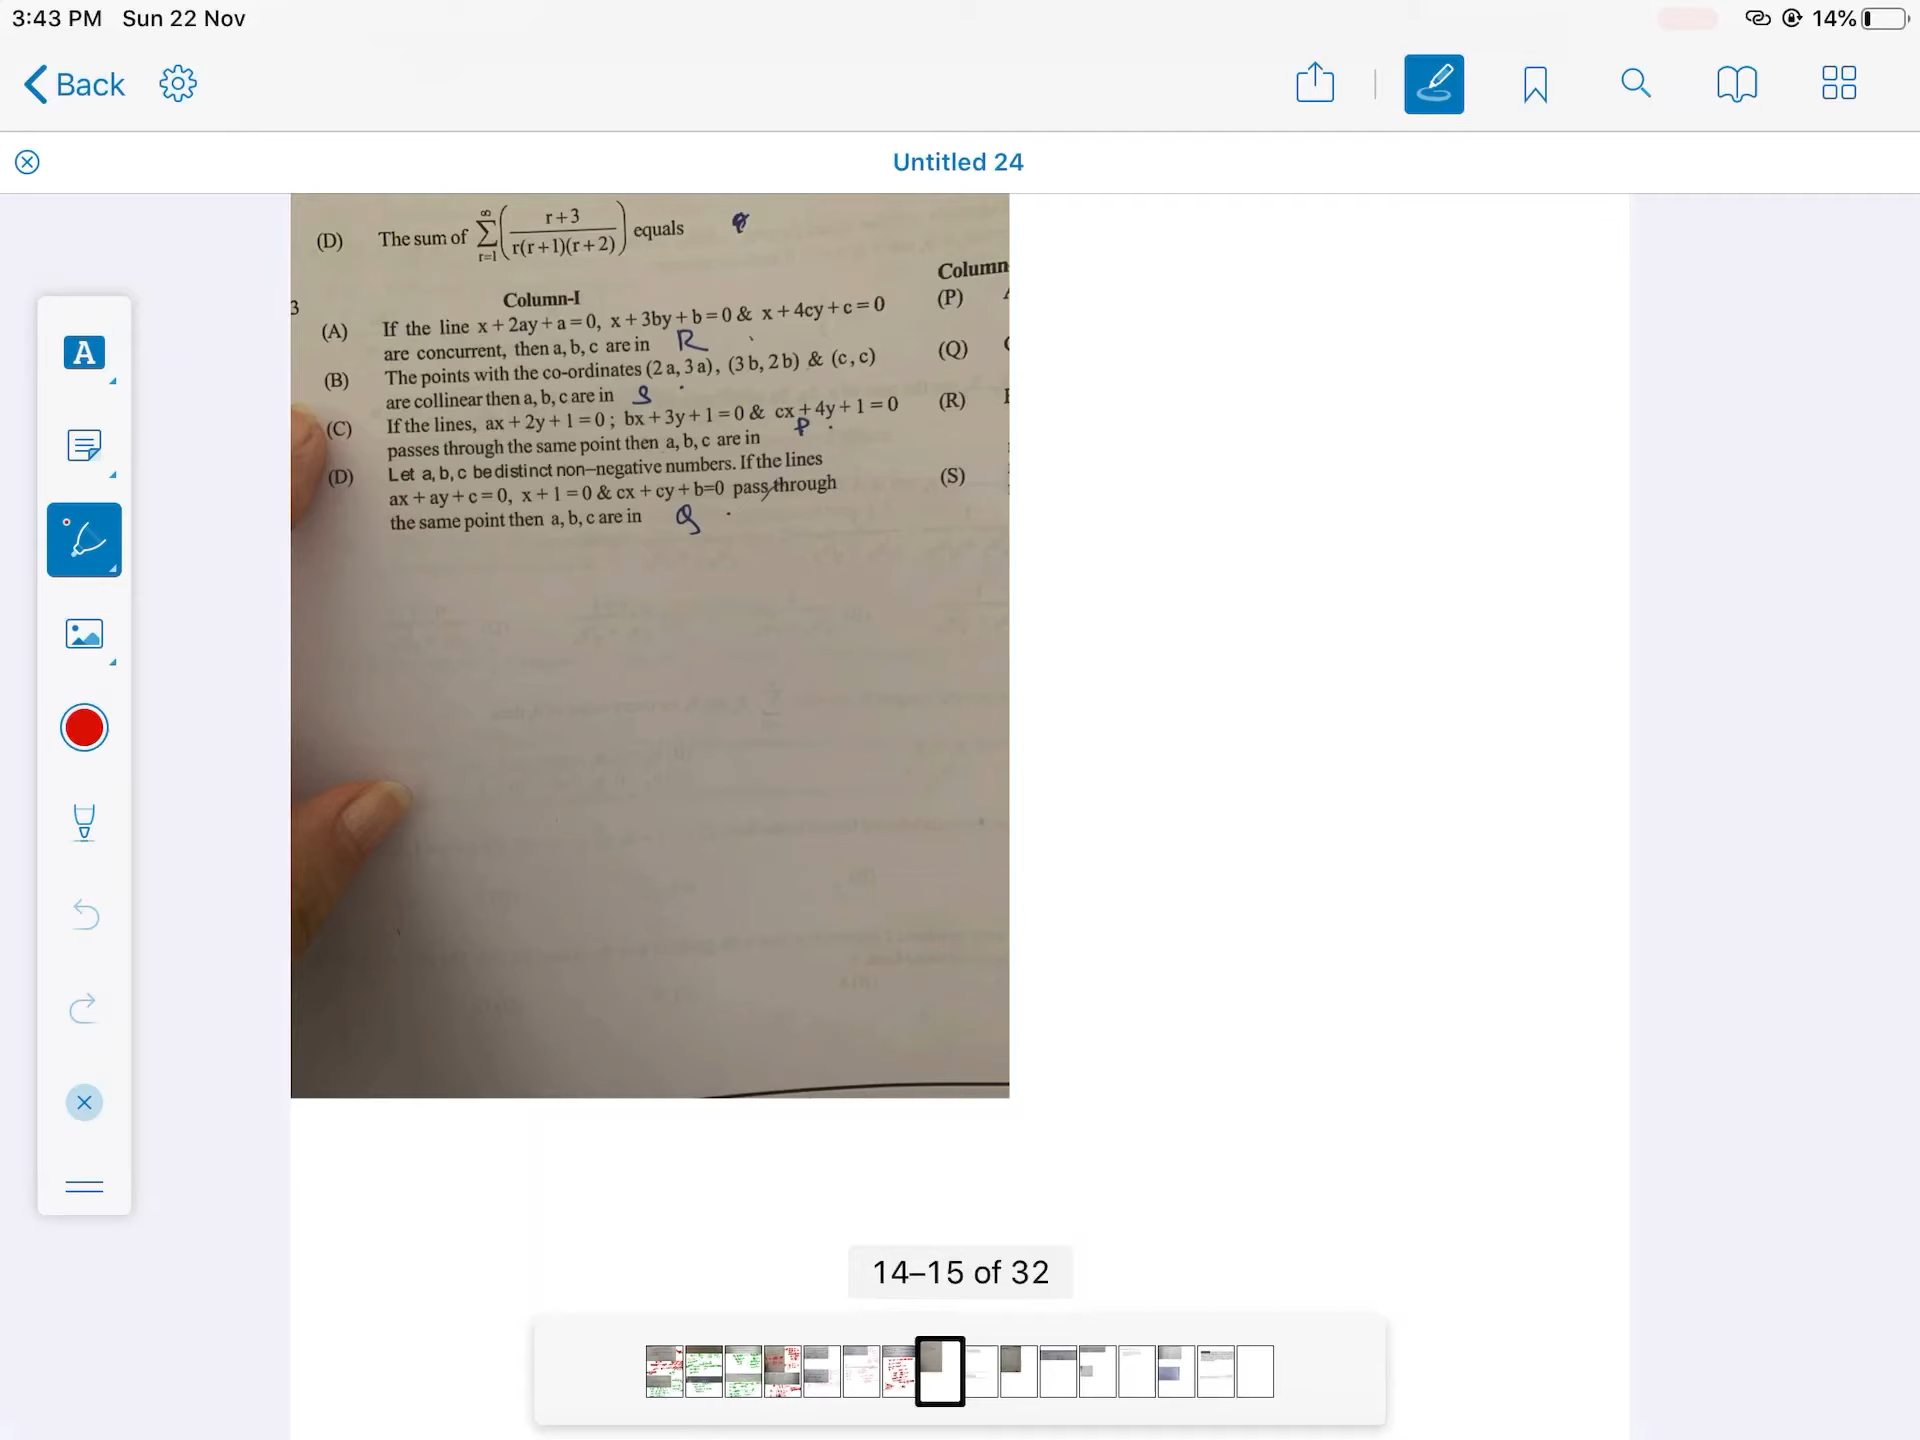 3:43 PM Sun 22 Nov
14%
Back
Untitled 24
(D) The sum of ∑_{r=1}^{∞} ( r+3 / r(r+1)(r+2) ) equals
Column
3
Column-I
(A) If the line x + 2ay + a = 0, x + 3by + b = 0 & x + 4cy + c = 0 (P)
are concurrent, then a, b, c are in R
(B) The points with the co-ordinates (2 a, 3 a), (3 b, 2 b) & (c, c) (Q)
are collinear then a, b, c are in S
(C) If the lines, ax + 2y + 1 = 0 ; bx + 3y + 1 = 0 & cx + 4y + 1 = 0 (R)
passes through the same point then a, b, c are in P
(D) Let a, b, c be distinct non–negative numbers. If the lines
ax + ay + c = 0, x + 1 = 0 & cx + cy + b=0 pass through (S)
the same point then a, b, c are in Q
14–15 of 32